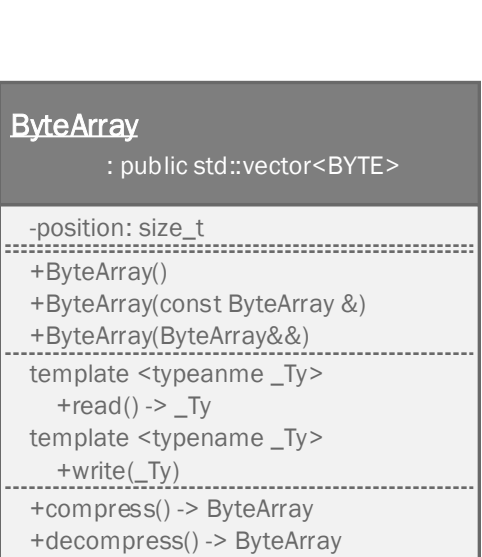 ByteArray
: public std::vector<BYTE>
-position: size_t
+ByteArray()
+ByteArray(const ByteArray &)
+ByteArray(ByteArray&&)
template <typeanme _Ty>
+read() -> _Ty
template <typename _Ty>
+write(_Ty)
+compress() -> ByteArray
+decompress() -> ByteArray